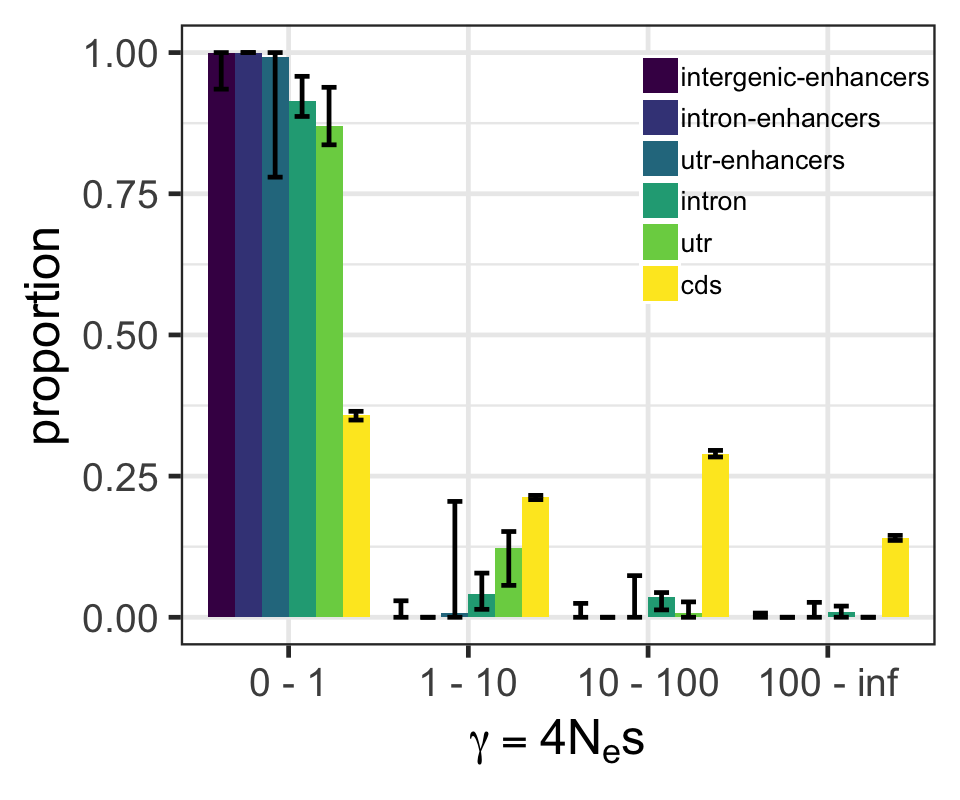 proportion
1.00
0.75
0.50
0.25
0.00
intergenic-enhancers
intron-enhancers
utr-enhancers
intron
utr
cds
0 - 1
1 - 10
10 - 100
100 - inf
γ = 4Nₑs